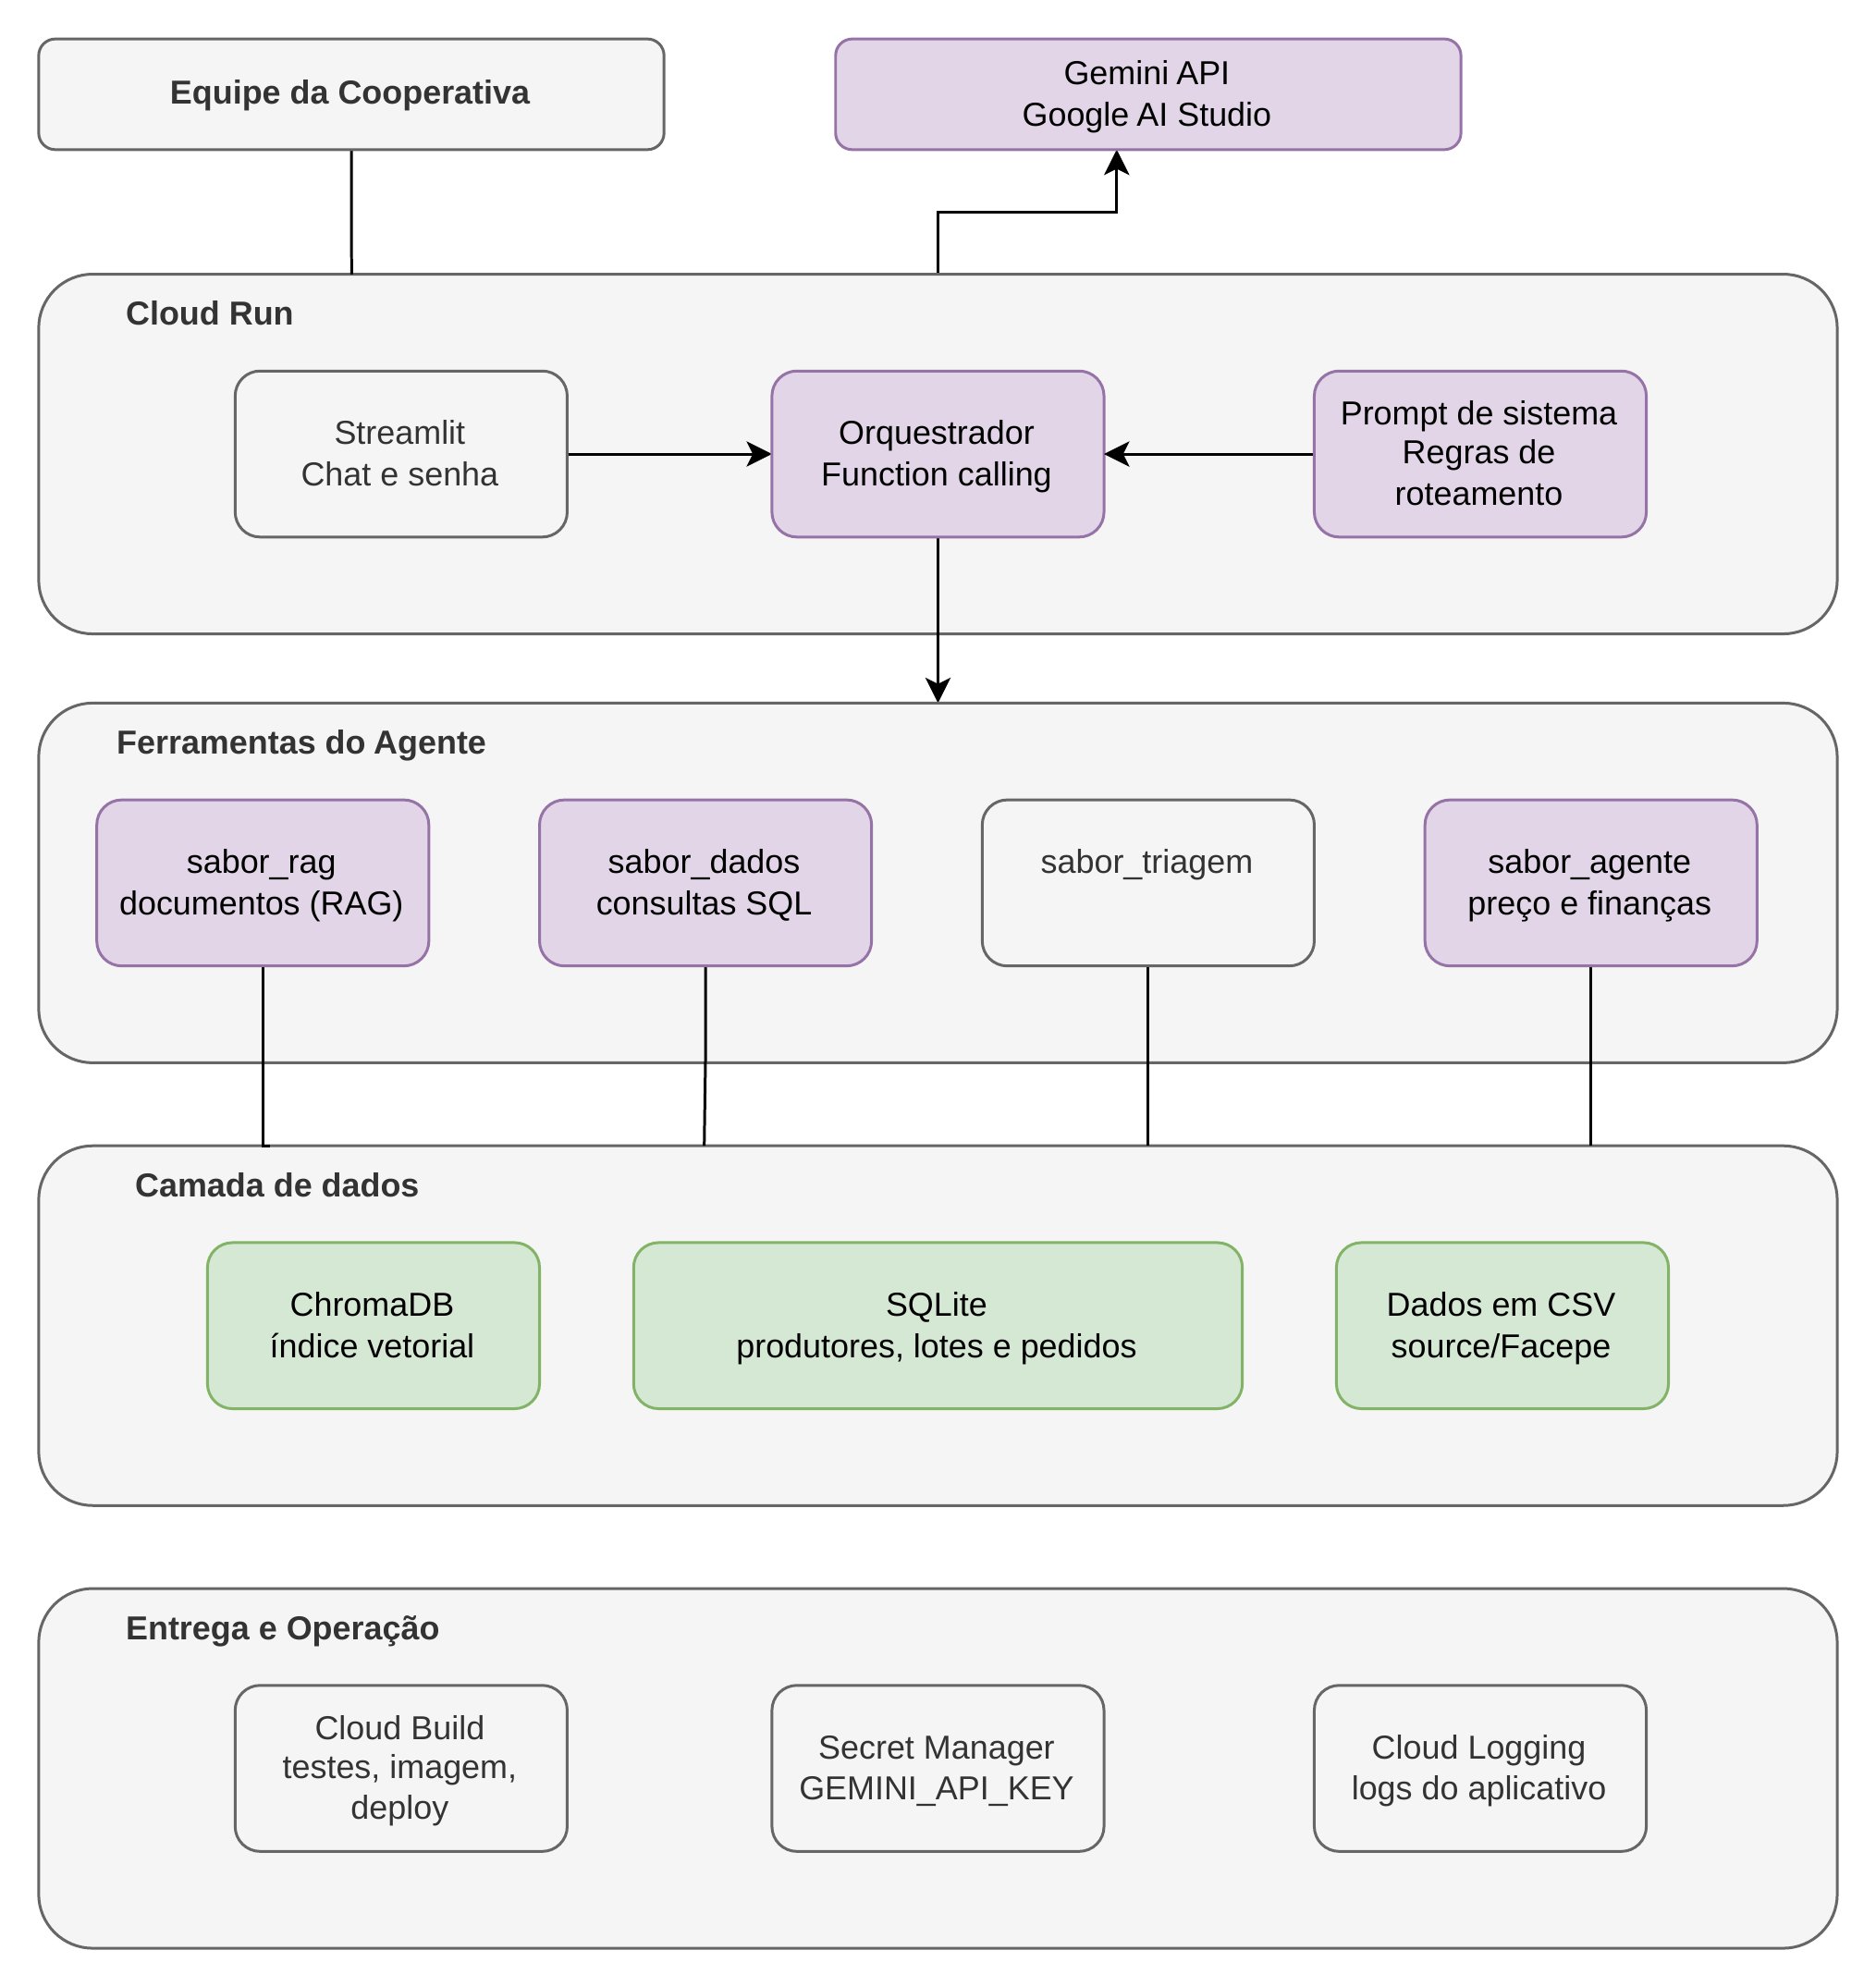 Equipe da Cooperativa
Gemini API
Google AI Studio
Cloud Run
Streamlit
Chat e senha
Orquestrador
Function calling
Prompt de sistema
Regras de
roteamento
Ferramentas do Agente
sabor_rag
documentos (RAG)
sabor_dados
consultas SQL
sabor_triagem
sabor_agente
preço e finanças
Camada de dados
ChromaDB
índice vetorial
SQLite
produtores, lotes e pedidos
Dados em CSV
source/Facepe
Entrega e Operação
Cloud Build
testes, imagem,
deploy
Secret Manager
GEMINI_API_KEY
Cloud Logging
logs do aplicativo